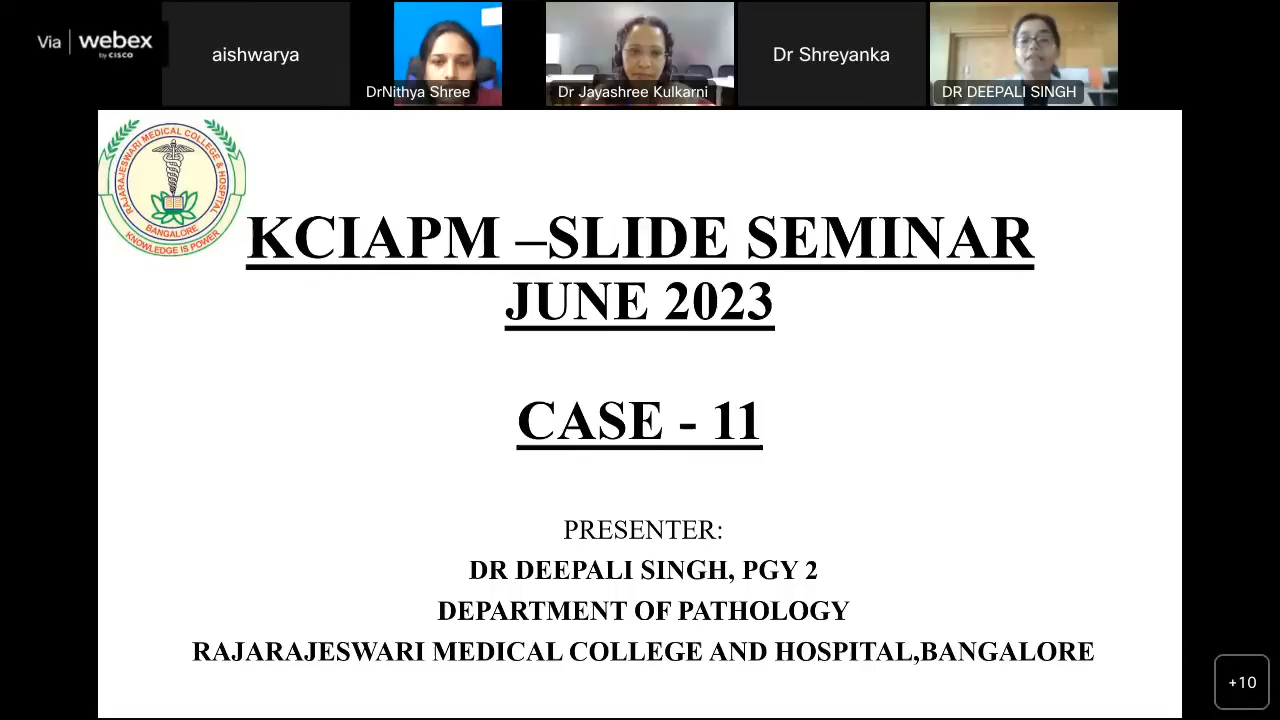 Via webex
by CISCO
aishwarya
DrNithya Shree
Dr Jayashree Kulkarni
Dr Shreyanka
DR DEEPALI SINGH
RAJARAJESWARI MEDICAL COLLEGE & HOSPITAL
BANGALORE
KNOWLEDGE IS POWER
KCIAPM –SLIDE SEMINAR
JUNE 2023
CASE - 11
PRESENTER:
DR DEEPALI SINGH, PGY 2
DEPARTMENT OF PATHOLOGY
RAJARAJESWARI MEDICAL COLLEGE AND HOSPITAL,BANGALORE
+10